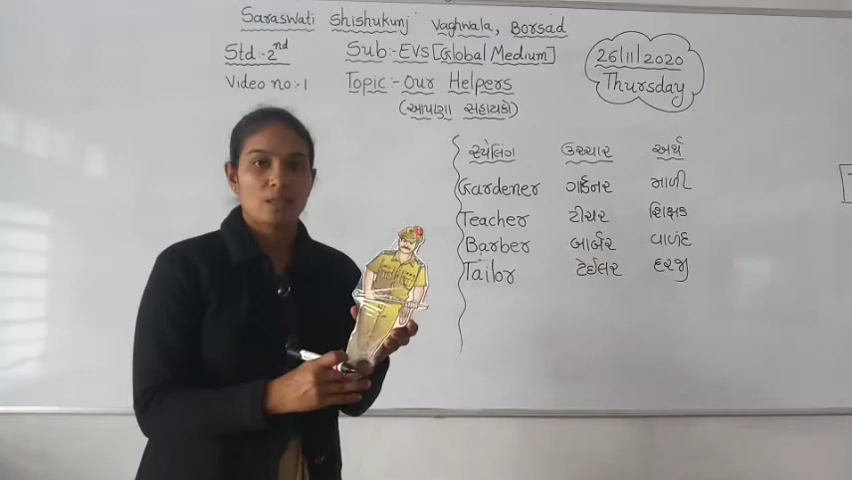 Saraswati Shishukunj Vaghwala, Borsad
Std:-2nd Sub:-EVS[Global Medium]
26/11/2020
Video no:-1 Topic:-Our Helpers
Thursday
(આપણા સહાયકો)
સ્પેલિંગ ઉચ્ચાર અર્થ
Gardener ગાર્ડનર માળી
Teacher ટીચર શિક્ષક
Barber બાર્બર વાળંદ
Tailor ટેઈલર દરજી